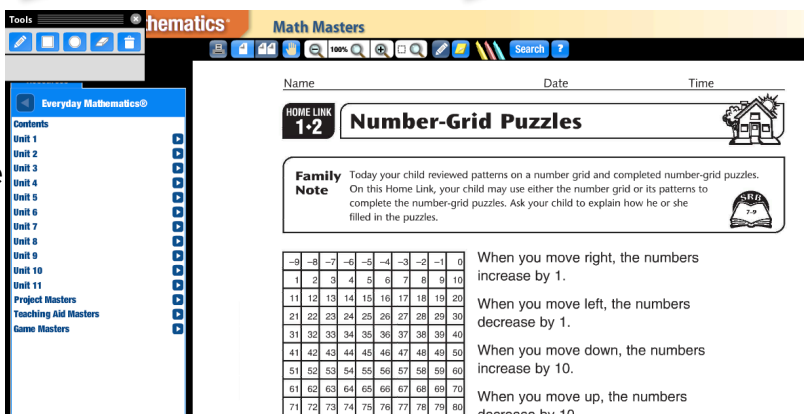 Tools
hematics
Math Masters
100%
Search ?
Everyday Mathematics®
Contents
Unit 1
Unit 2
Unit 3
Unit 4
Unit 5
Unit 6
Unit 7
Unit 8
Unit 9
Unit 10
Unit 11
Project Masters
Teaching Aid Masters
Game Masters
Name Date Time
HOME LINK
1•2
Number-Grid Puzzles
Family
Note
Today your child reviewed patterns on a number grid and completed number-grid puzzles.
On this Home Link, your child may use either the number grid or its patterns to
complete the number-grid puzzles. Ask your child to explain how he or she
filled in the puzzles.
SRB
7-9
–9 –8 –7 –6 –5 –4 –3 –2 –1 0
1 2 3 4 5 6 7 8 9 10
11 12 13 14 15 16 17 18 19 20
21 22 23 24 25 26 27 28 29 30
31 32 33 34 35 36 37 38 39 40
41 42 43 44 45 46 47 48 49 50
51 52 53 54 55 56 57 58 59 60
61 62 63 64 65 66 67 68 69 70
71 72 73 74 75 76 77 78 79 80
When you move right, the numbers
increase by 1.
When you move left, the numbers
decrease by 1.
When you move down, the numbers
increase by 10.
When you move up, the numbers
decrease by 10